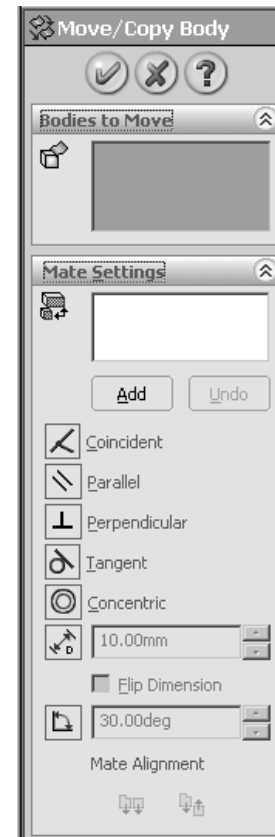 Move/Copy Body
?
Bodies to Move
Mate Settings
Add Undo
Coincident
Parallel
Perpendicular
Tangent
Concentric
D 10.00mm
Flip Dimension
30.00deg
Mate Alignment